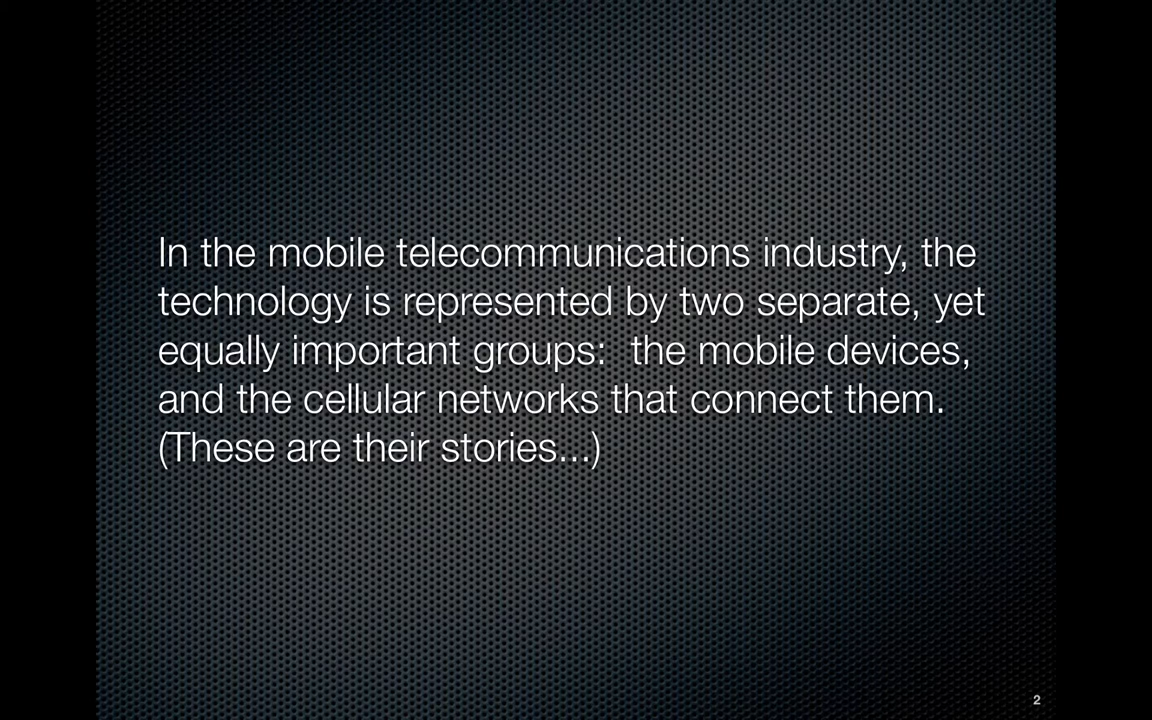 In the mobile telecommunications industry, the
technology is represented by two separate, yet
equally important groups:  the mobile devices,
and the cellular networks that connect them.
(These are their stories...)
2